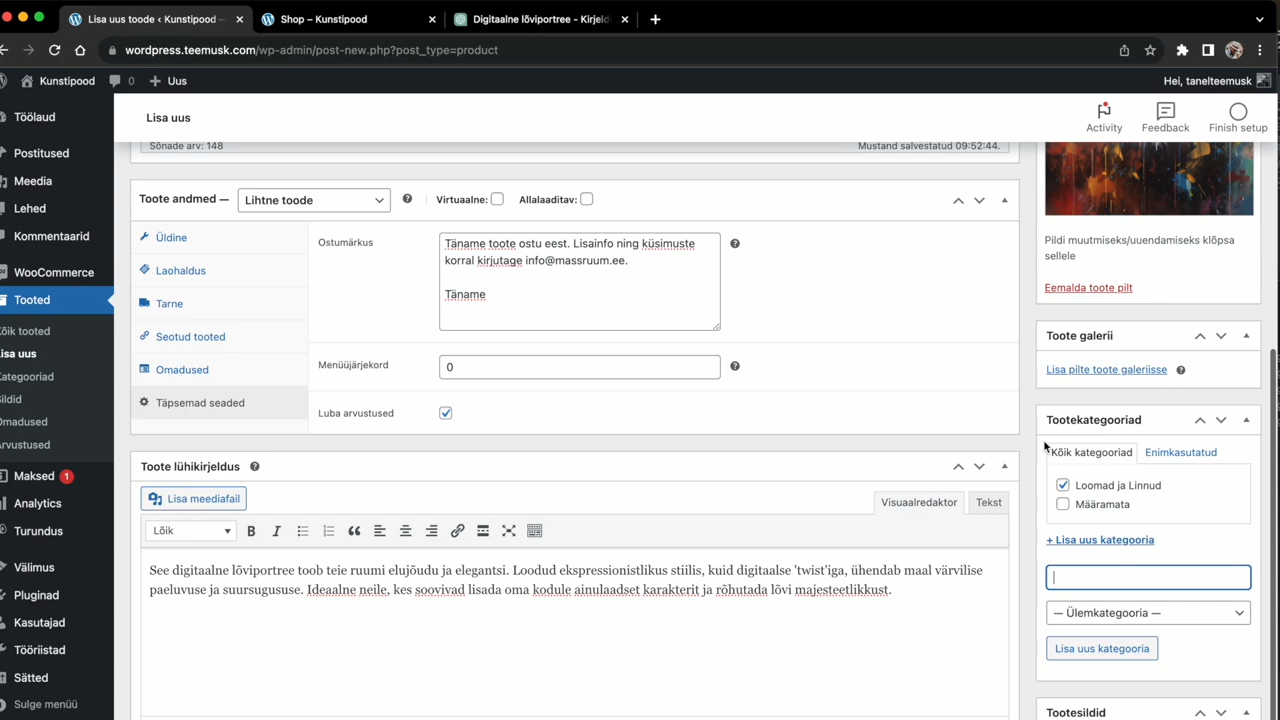 Lisa uus toode ‹ Kunstipood —
Shop – Kunstipood
Digitaalne lõviportree - Kirjeld
wordpress.teemusk.com/wp-admin/post-new.php?post_type=product
Kunstipood
0
Uus
Hei, tanelteemusk
Töölaud
Postitused
Meedia
Lehed
Kommentaarid
WooCommerce
Tooted
Kõik tooted
Lisa uus
Kategooriad
Sildid
Omadused
Arvustused
Maksed 1
Analytics
Turundus
Välimus
Pluginad
Kasutajad
Tööriistad
Sätted
Sulge menüü
Lisa uus
Activity
Feedback
Finish setup
Sõnade arv: 148
Mustand salvestatud 09:52:44.
Toote andmed —
Lihtne toode
Virtuaalne:
Allalaaditav:
Üldine
Laohaldus
Tarne
Seotud tooted
Omadused
Täpsemad seaded
Ostumärkus
Täname toote ostu eest. Lisainfo ning küsimuste
korral kirjutage info@massruum.ee.
Täname
Menüüjärjekord
0
Luba arvustused
Toote lühikirjeldus
Lisa meediafail
Visuaalredaktor
Tekst
Lõik
B
I
See digitaalne lõviportree toob teie ruumi elujõudu ja elegantsi. Loodud ekspressionistlikus stiilis, kuid digitaalse 'twist'iga, ühendab maal värvilise
paeluvuse ja suursugususe. Ideaalne neile, kes soovivad lisada oma kodule ainulaadset karakterit ja rõhutada lõvi majesteetlikkust.
Pildi muutmiseks/uuendamiseks klõpsa
sellele
Eemalda toote pilt
Toote galerii
Lisa pilte toote galeriisse
Tootekategooriad
Kõik kategooriad
Enimkasutatud
Loomad ja Linnud
Määramata
+ Lisa uus kategooria
— Ülemkategooria —
Lisa uus kategooria
Tootesildid